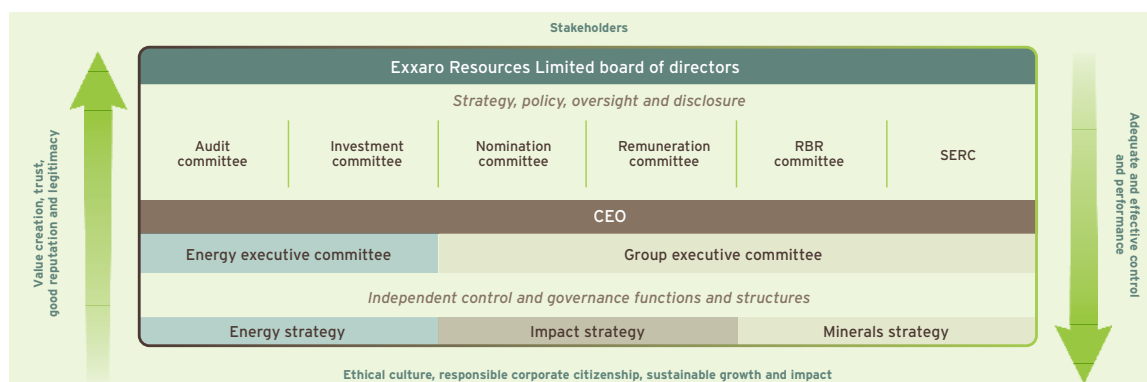 Stakeholders
Exxaro Resources Limited board of directors
Strategy, policy, oversight and disclosure
Audit
committee
Investment
committee
Nomination
committee
Remuneration
committee
RBR
committee
SERC
CEO
Energy executive committee
Group executive committee
Independent control and governance functions and structures
Energy strategy
Impact strategy
Minerals strategy
Ethical culture, responsible corporate citizenship, sustainable growth and impact
Value creation, trust,
good reputation and legitimacy
Adequate and effective control
and performance